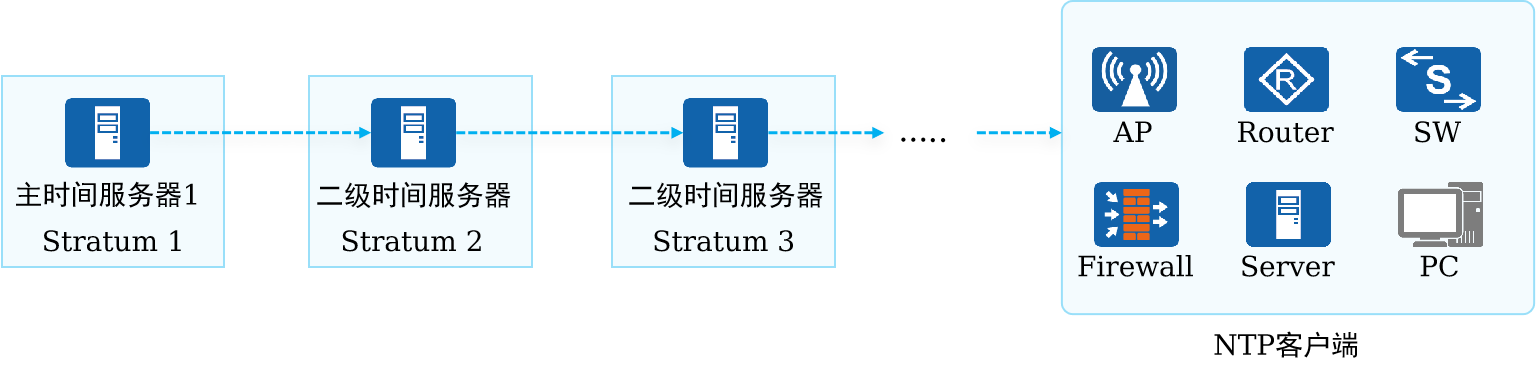 主时间服务器1
Stratum 1
二级时间服务器
Stratum 2
二级时间服务器
Stratum 3
.....
R
S
AP
Router
SW
Firewall
Server
PC
NTP客户端